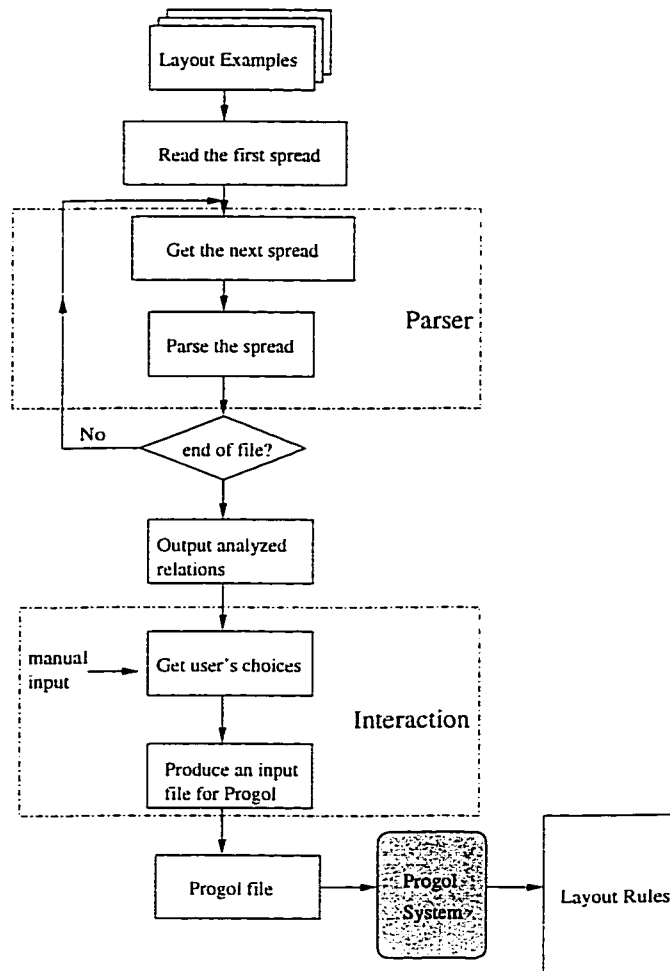 Layout Examples
Read the first spread
Get the next spread
Parser
Parse the spread
No
end of file?
Output analyzed
relations
manual
input
Get user's choices
Interaction
Produce an input
file for Progol
Progol file
Progol
System
Layout Rules